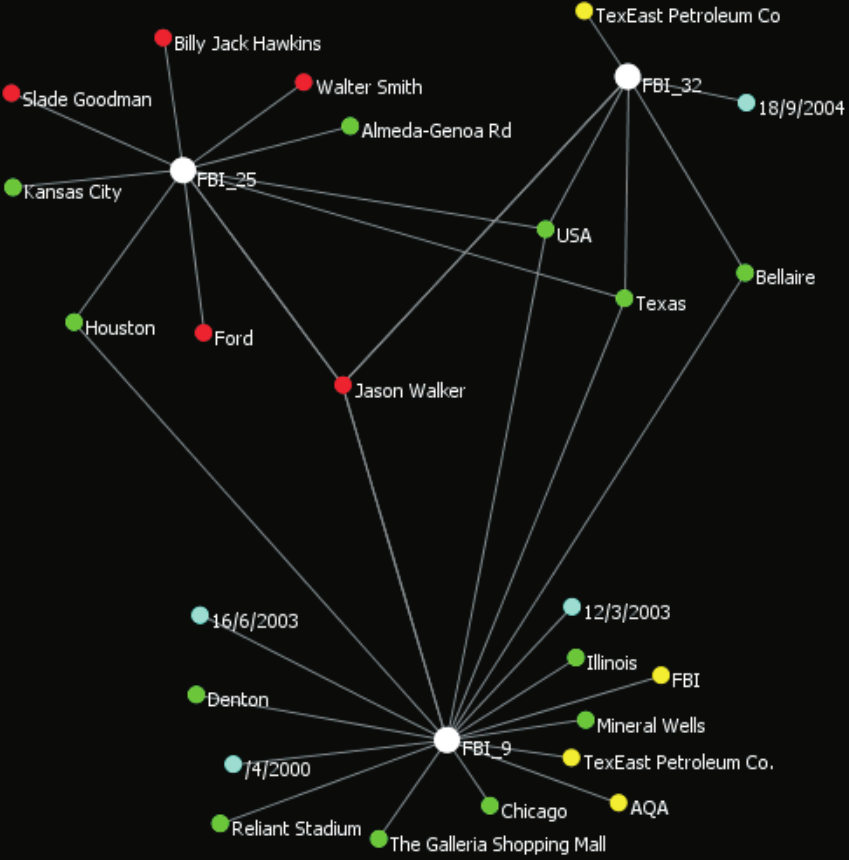 TexEast Petroleum Co
Billy Jack Hawkins
FBI_32
Walter Smith
Slade Goodman
18/9/2004
Almeda-Genoa Rd
FBI_25
Kansas City
USA
Bellaire
Texas
Houston
Ford
Jason Walker
12/3/2003
16/6/2003
Illinois
FBI
Denton
Mineral Wells
FBI_9
TexEast Petroleum Co.
/4/2000
AQA
Chicago
Reliant Stadium
The Galleria Shopping Mall